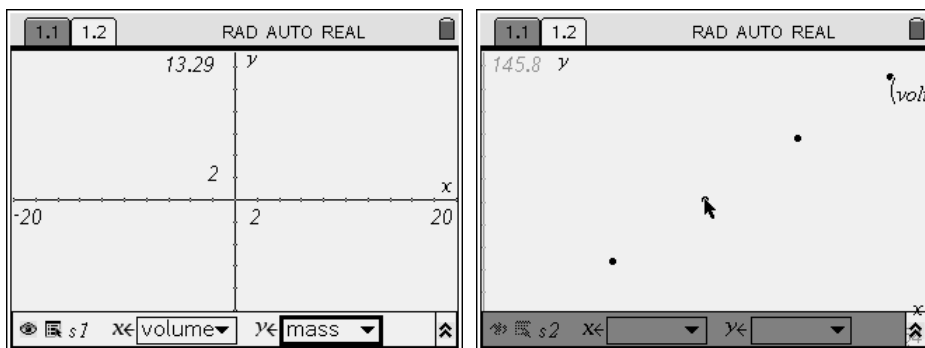 1.1 1.2 RAD AUTO REAL
13.29 y
2
x
-20 2 20
s1 x← volume y← mass
1.1 1.2 RAD AUTO REAL
145.8 y
(volu
x
s2 x← y←